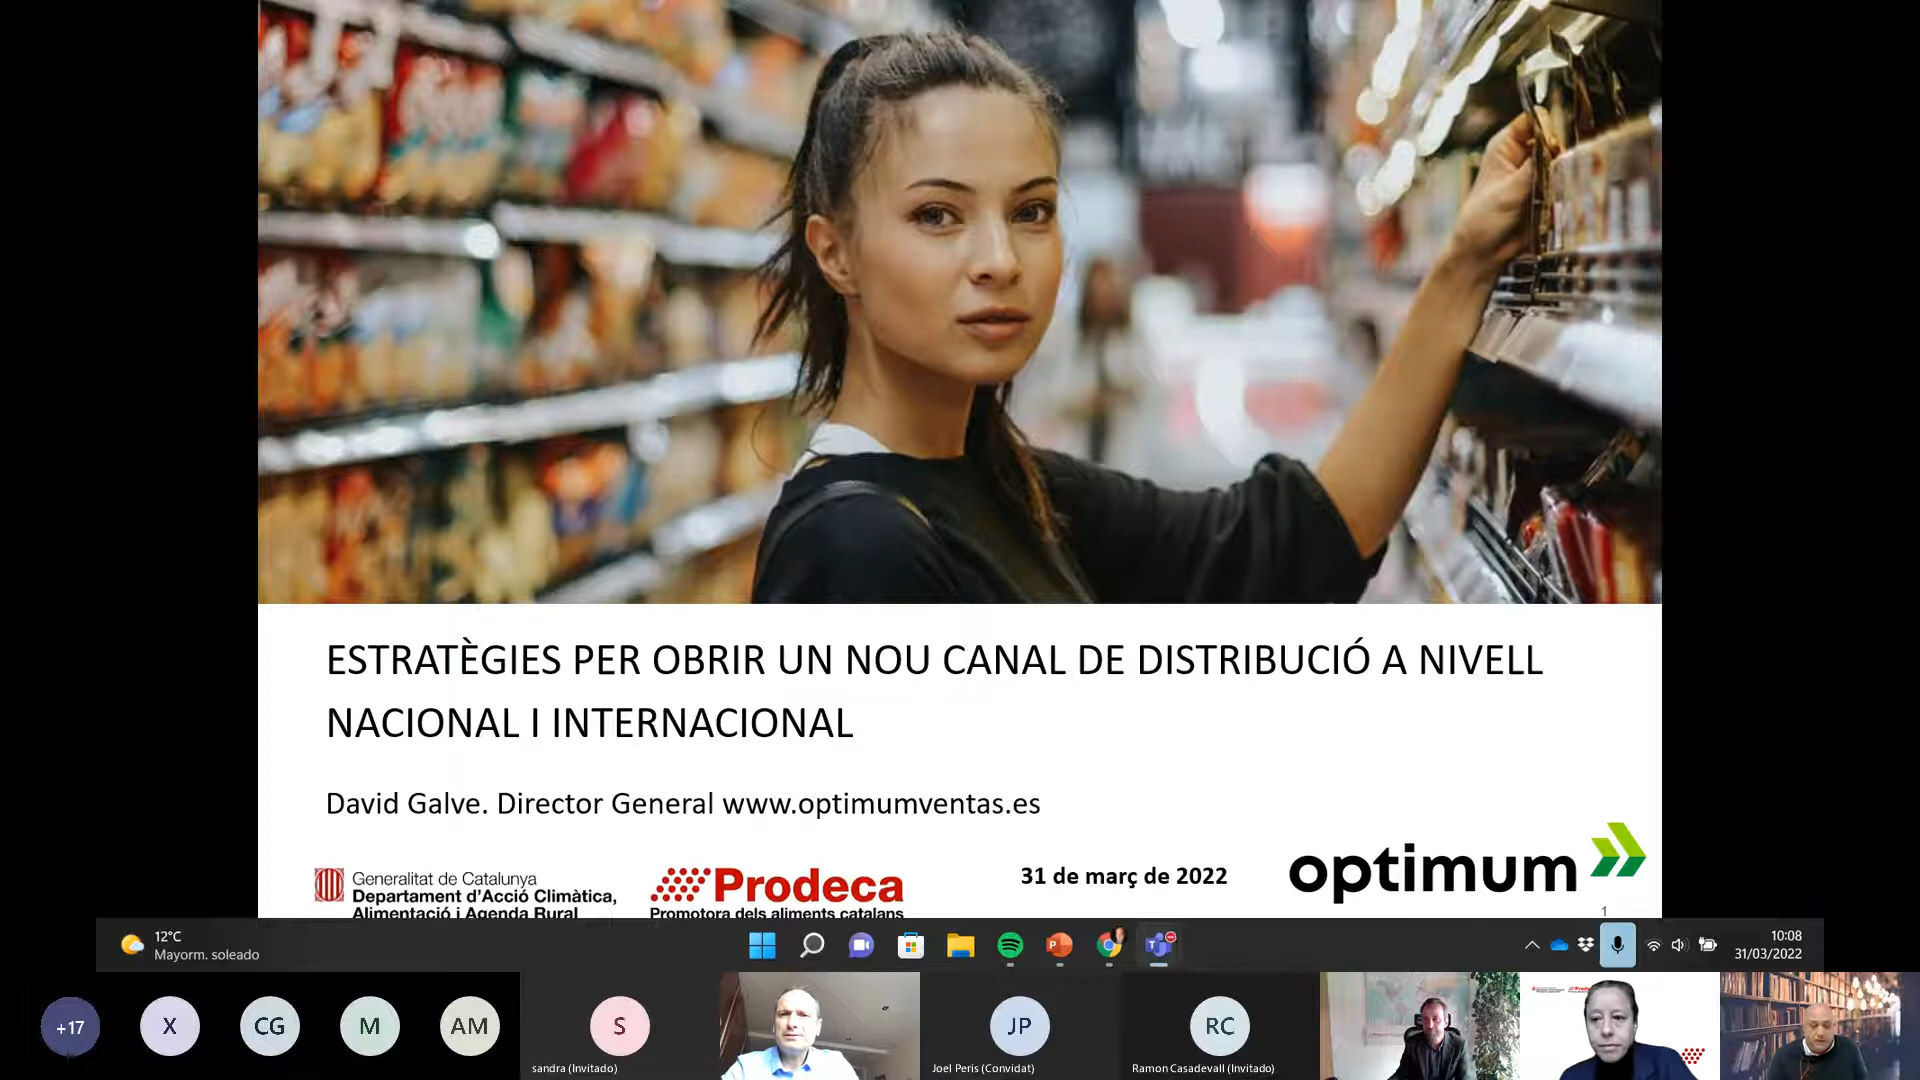 ESTRATÈGIES PER OBRIR UN NOU CANAL DE DISTRIBUCIÓ A NIVELL
NACIONAL I INTERNACIONAL
David Galve. Director General www.optimumventas.es
Generalitat de Catalunya
Departament d'Acció Climàtica,
Alimentació i Agenda Rural
Prodeca
Promotora dels aliments catalans
31 de març de 2022
optimum
1
12°C
Mayorm. soleado
10:08
31/03/2022
+17
X
CG
M
AM
S
sandra (Invitado)
JP
Joel Peris (Convidat)
RC
Ramon Casadevall (Invitado)